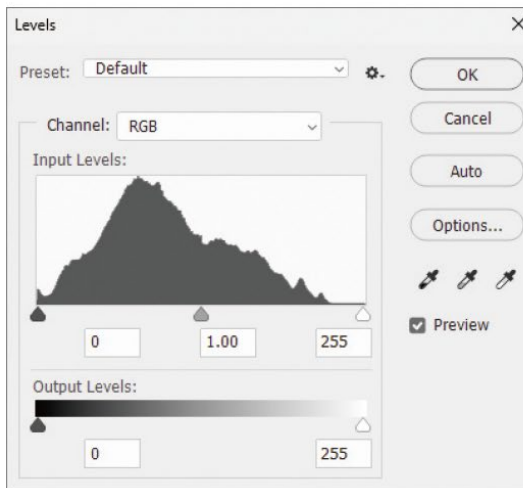 Levels
Preset: Default
OK
Channel: RGB
Cancel
Input Levels:
Auto
Options...
0 1.00 255
Preview
Output Levels:
0 255